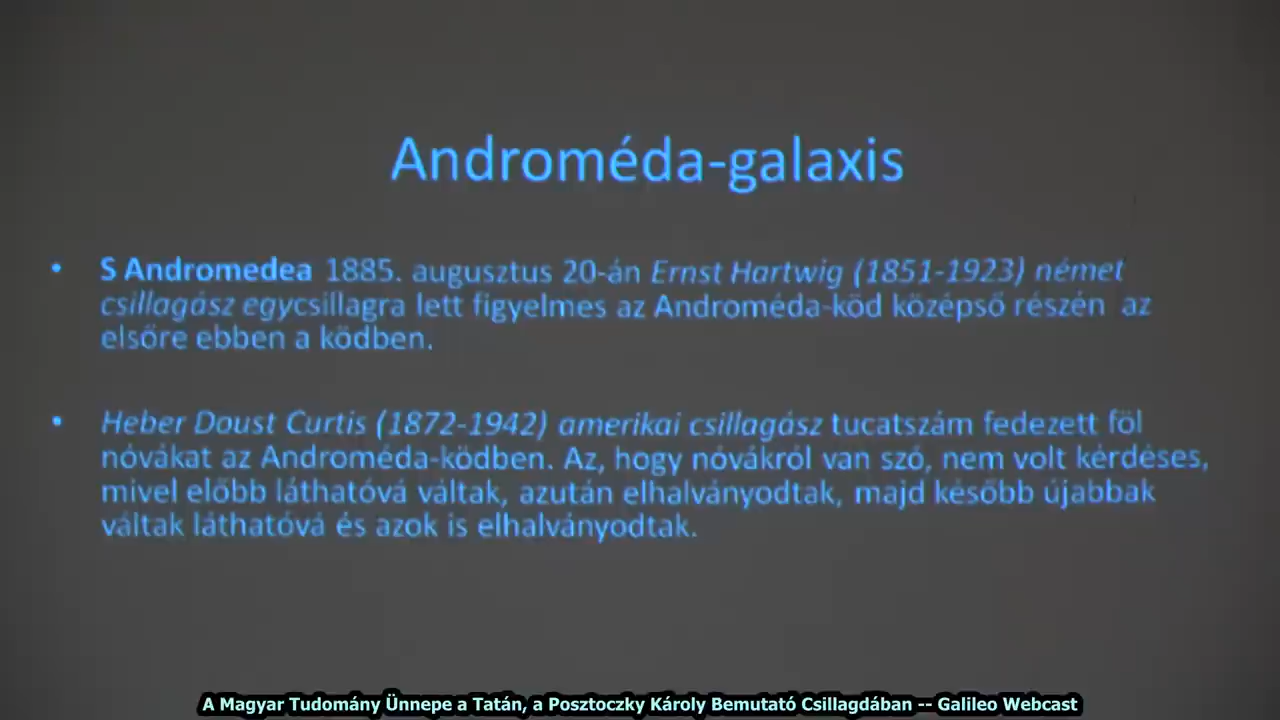 Androméda-galaxis
• S Andromedea 1885. augusztus 20-án Ernst Hartwig (1851-1923) német
csillagász egycsillagra lett figyelmes az Androméda-köd középső részén az
elsőre ebben a ködben.
• Heber Doust Curtis (1872-1942) amerikai csillagász tucatszám fedezett föl
nóvákat az Androméda-ködben. Az, hogy nóvákról van szó, nem volt kérdéses,
mivel előbb láthatóvá váltak, azután elhalványodtak, majd később újabbak
váltak láthatóvá és azok is elhalványodtak.
A Magyar Tudomány Ünnepe a Tatán, a Posztoczky Károly Bemutató Csillagdában -- Galileo Webcast